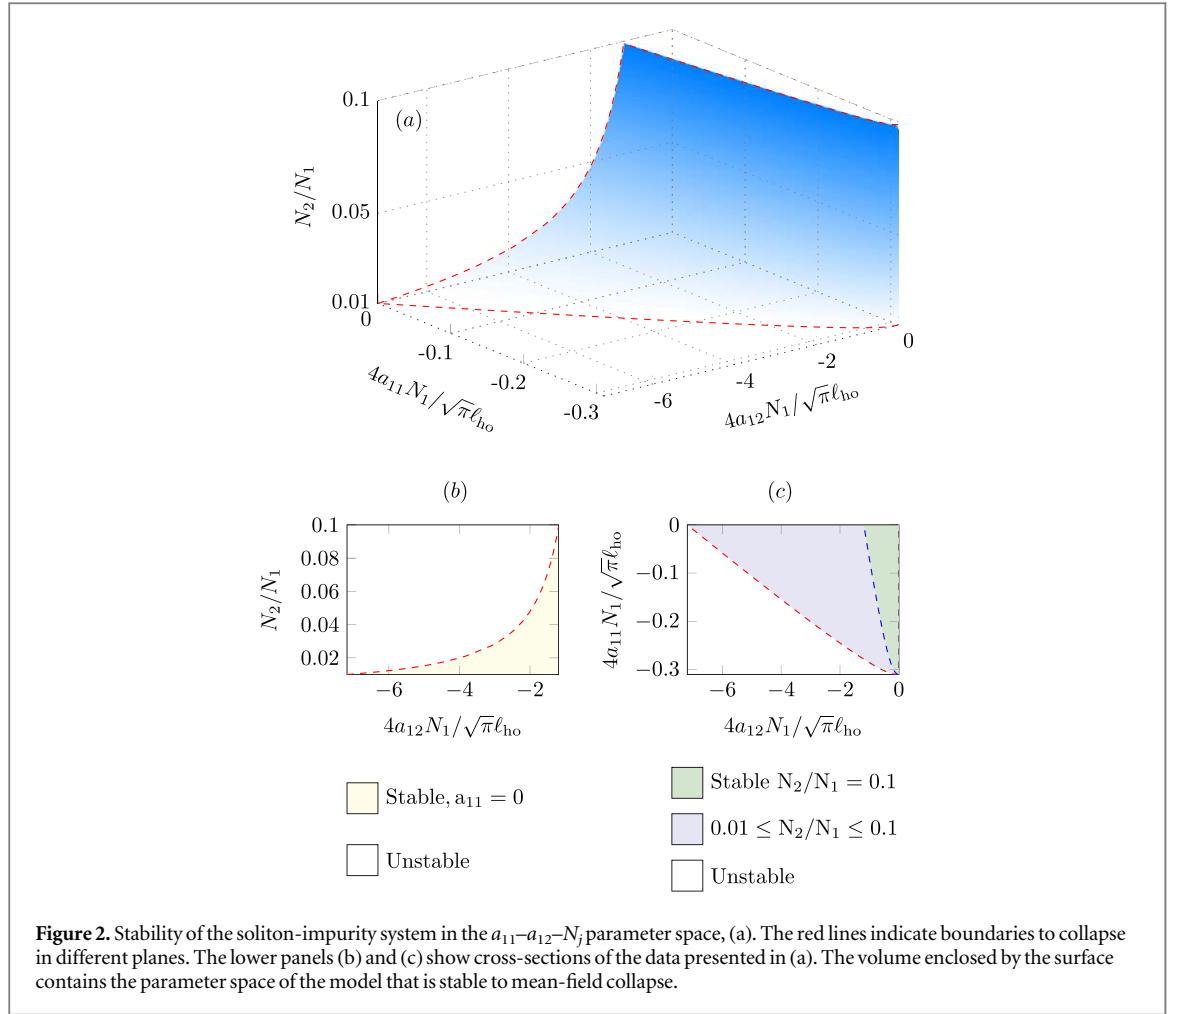 (a)
N₂/N₁
0.1
0.05
0.01
0
-0.1
-0.2
-0.3
4a₁₁N₁/√πℓₕₒ
-6
-4
-2
0
4a₁₂N₁/√πℓₕₒ
(b)
N₂/N₁
0.1
0.08
0.06
0.04
0.02
−6 −4 −2
4a₁₂N₁/√πℓₕₒ
Stable, a₁₁ = 0
Unstable
(c)
4a₁₁N₁/√πℓₕₒ
0
−0.1
−0.2
−0.3
−6 −4 −2 0
4a₁₂N₁/√πℓₕₒ
Stable N₂/N₁ = 0.1
0.01 ≤ N₂/N₁ ≤ 0.1
Unstable
Figure 2. Stability of the soliton-impurity system in the a₁₁–a₁₂–Nⱼ parameter space, (a). The red lines indicate boundaries to collapse
in different planes. The lower panels (b) and (c) show cross-sections of the data presented in (a). The volume enclosed by the surface
contains the parameter space of the model that is stable to mean-field collapse.